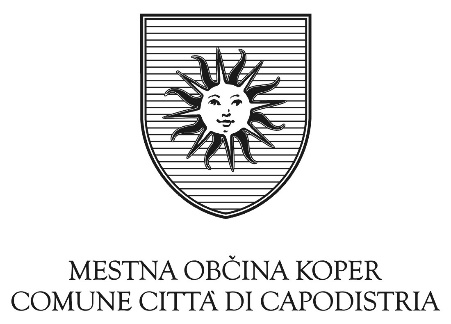 MESTNA OBČINA KOPER
COMUNE CITTÀ DI CAPODISTRIA